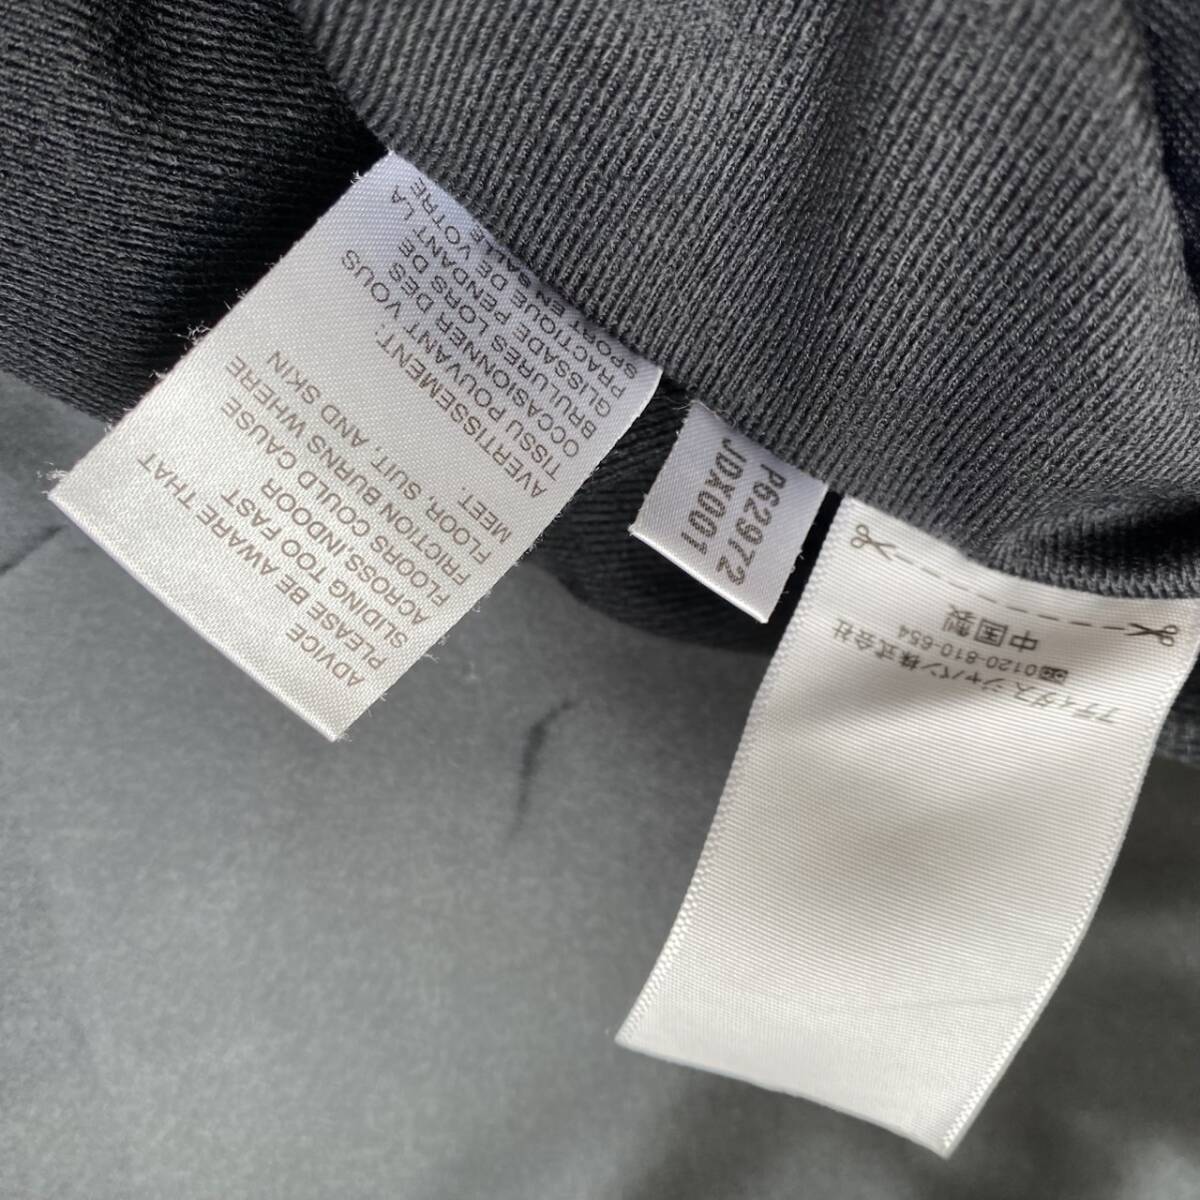 ADVICE
PLEASE BE AWARE THAT
SLIDING TOO FAST
ACROSS INDOOR
FLOORS COULD CAUSE
FRICTION BURNS WHERE
FLOOR, SUIT, AND SKIN
MEET.
AVERTISSEMENT:
TISSU POUVANT VOUS
OCCASIONNER DES
BRULURES LORS DE
GLISSADE PENDANT LA
PRACTIQUE DE VOTRE
SPORT EN SALE
P62972
JDX001
アディダスジャパン株式会社
0120-810-654
中国製